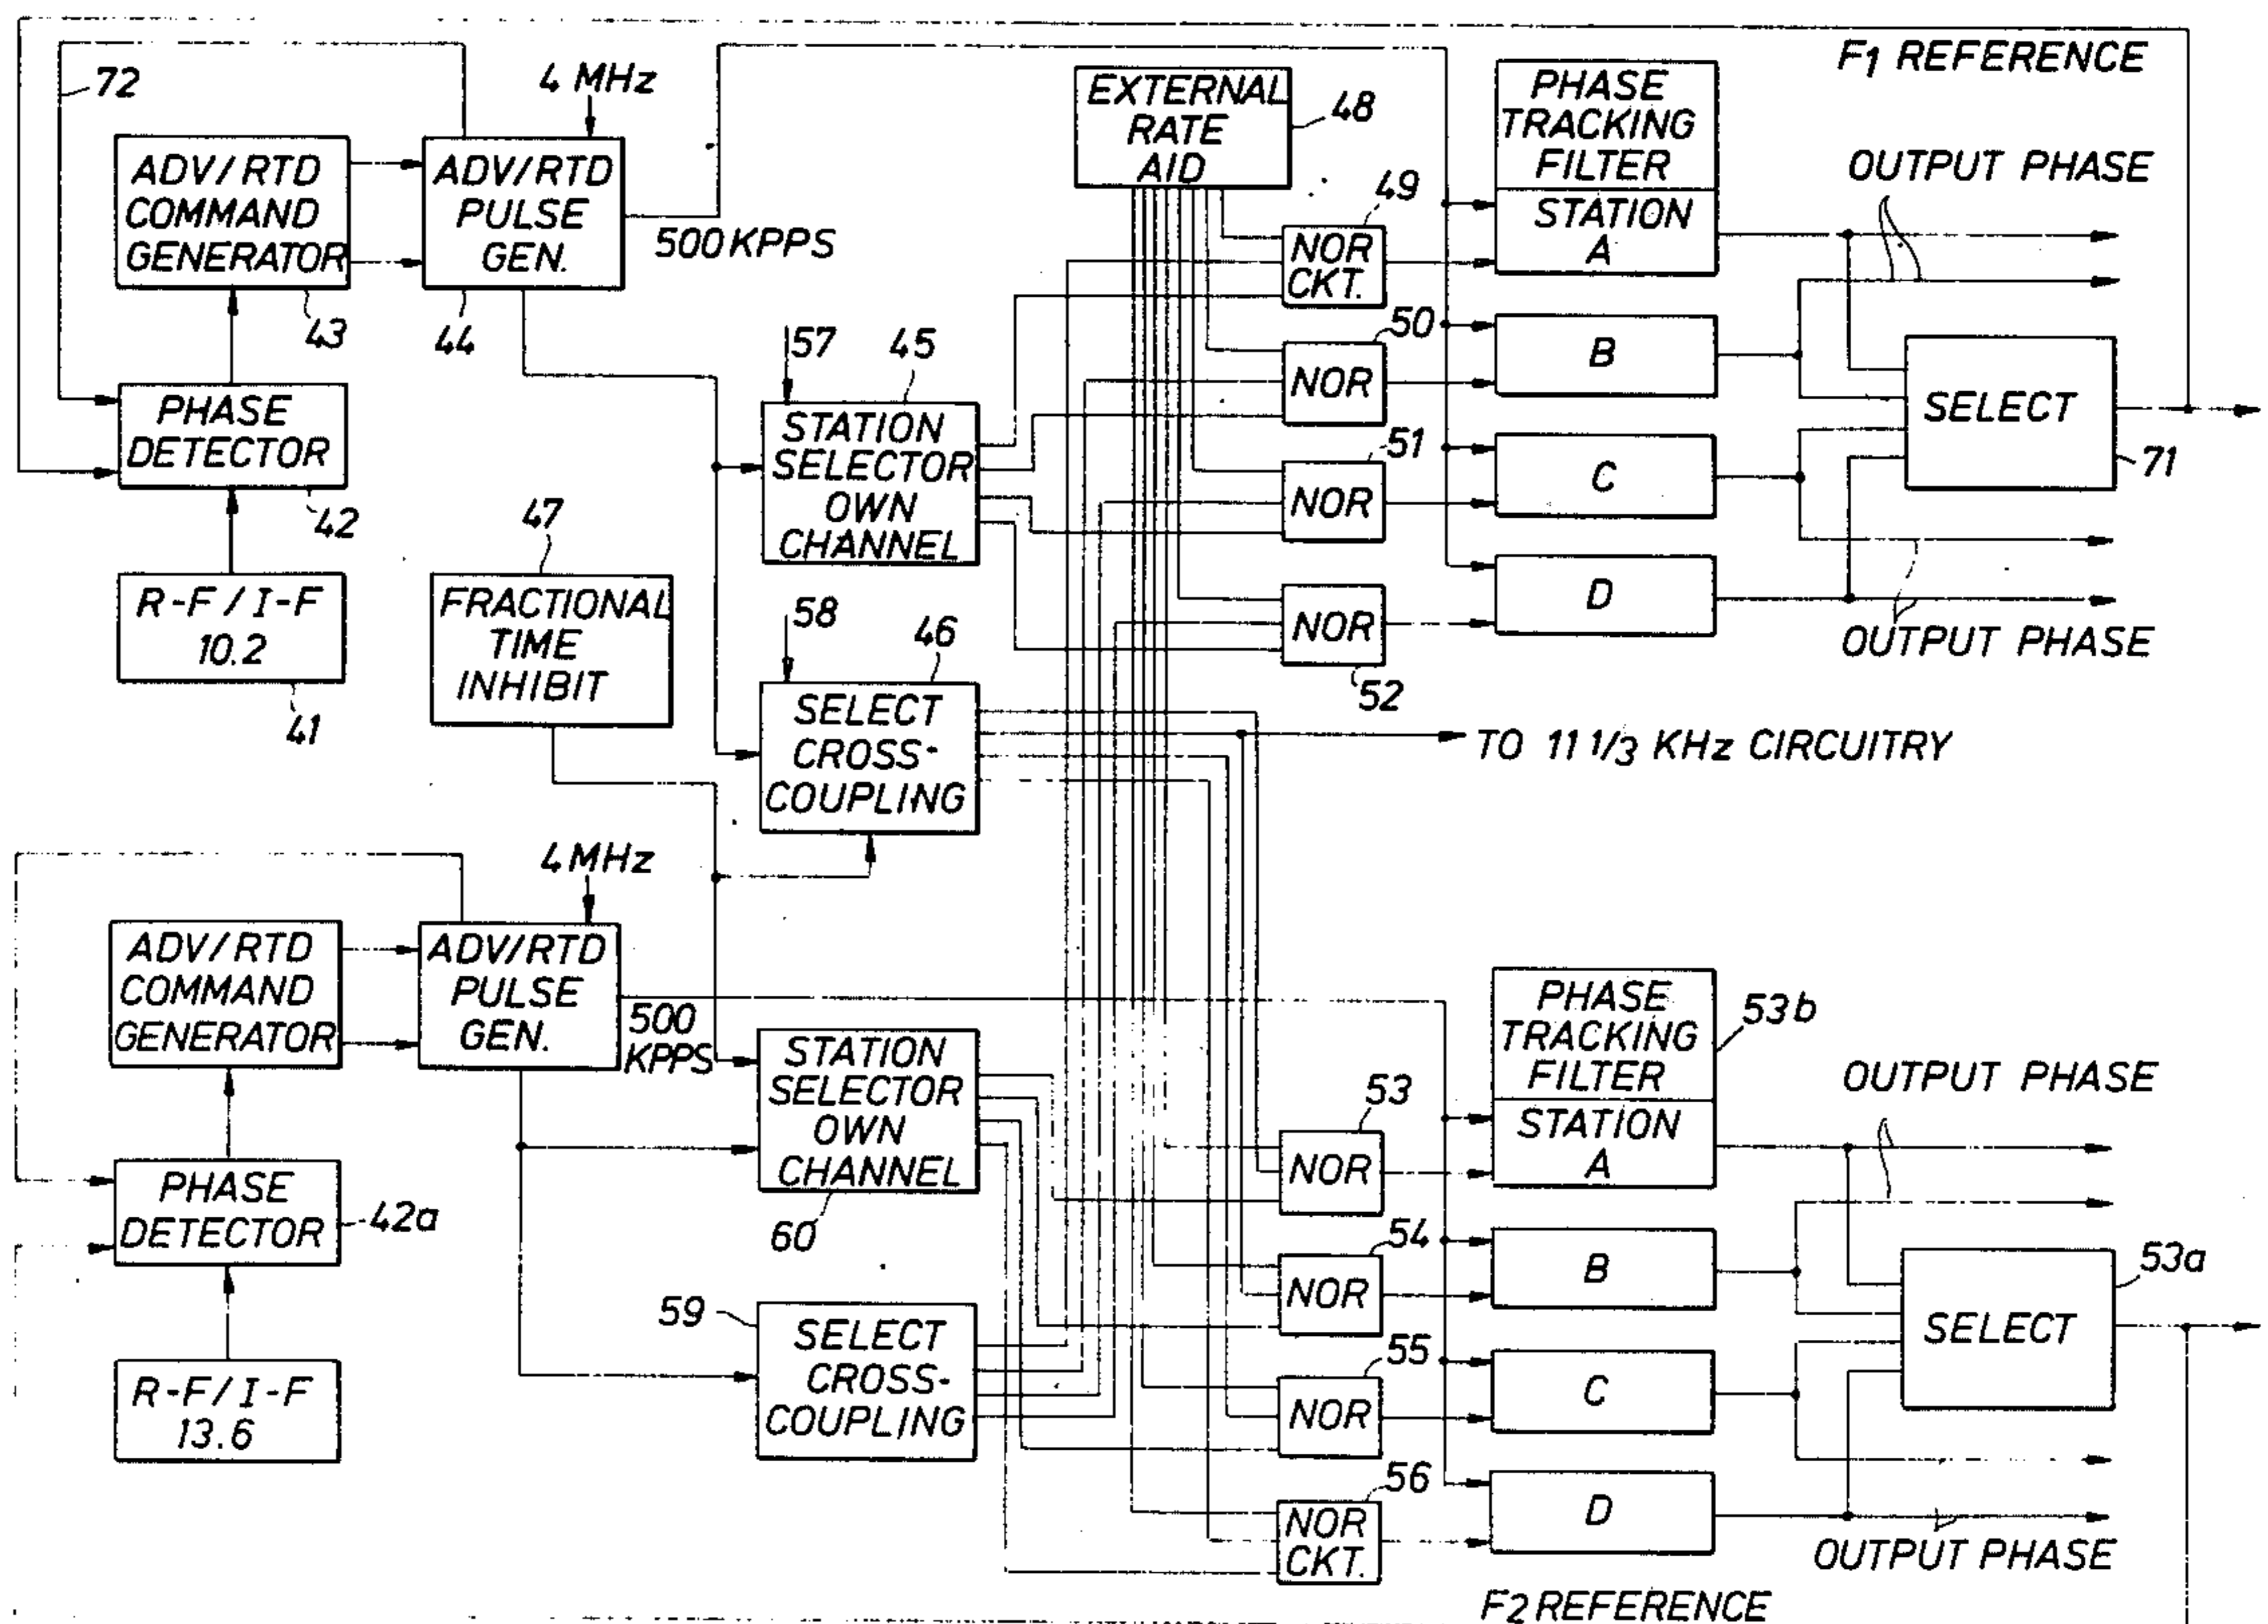 F1 REFERENCE
72
4 MHz
EXTERNAL
RATE
AID
48
PHASE
TRACKING
FILTER
STATION
A
OUTPUT PHASE
ADV/RTD
COMMAND
GENERATOR
43
ADV/RTD
PULSE
GEN.
44
500 KPPS
49
NOR
CKT.
50
NOR
B
57
45
STATION
SELECTOR
OWN
CHANNEL
PHASE
DETECTOR
42
SELECT
71
51
NOR
C
47
FRACTIONAL
TIME
INHIBIT
R-F / I-F
10.2
41
NOR
52
D
OUTPUT PHASE
58
46
SELECT
CROSS-
COUPLING
TO 11 1/3 KHz CIRCUITRY
4 MHz
ADV/RTD
COMMAND
GENERATOR
ADV/RTD
PULSE
GEN.
500
KPPS
STATION
SELECTOR
OWN
CHANNEL
60
PHASE
TRACKING
FILTER
STATION
A
53b
OUTPUT PHASE
53
NOR
PHASE
DETECTOR
42a
54
NOR
B
53a
SELECT
59
SELECT
CROSS-
COUPLING
55
NOR
C
R-F / I-F
13.6
56
NOR
CKT.
D
OUTPUT PHASE
F2 REFERENCE